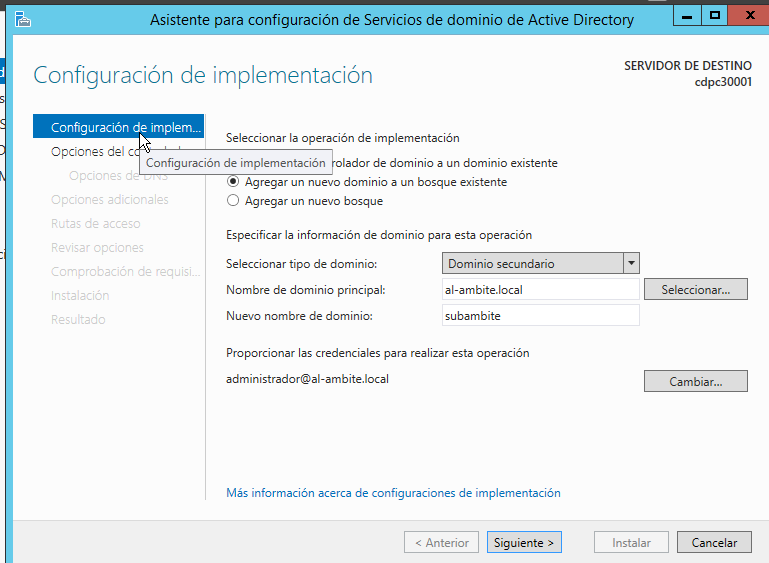 Asistente para configuración de Servicios de dominio de Active Directory
Configuración de implementación
SERVIDOR DE DESTINO
cdpc30001
Configuración de implem...
Opciones del
Opciones de DNS
Opciones adicionales
Rutas de acceso
Revisar opciones
Comprobación de requisi...
Instalación
Resultado
Configuración de implementación
Seleccionar la operación de implementación
de dominio a un dominio existente
Agregar un nuevo dominio a un bosque existente
Agregar un nuevo bosque
Especificar la información de dominio para esta operación
Seleccionar tipo de dominio: Dominio secundario
Nombre de dominio principal: al-ambite.local Seleccionar...
Nuevo nombre de dominio: subambite
Proporcionar las credenciales para realizar esta operación
administrador@al-ambite.local Cambiar...
Más información acerca de configuraciones de implementación
< Anterior Siguiente > Instalar Cancelar